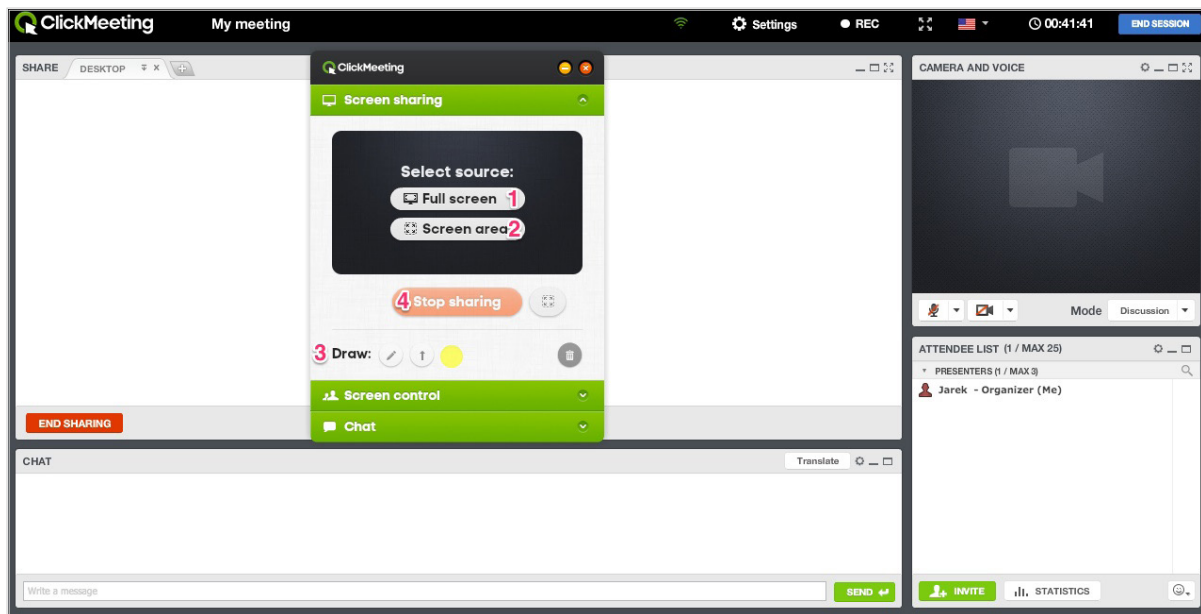 ClickMeeting My meeting Settings REC 00:41:41 END SESSION
SHARE DESKTOP
ClickMeeting
Screen sharing
Select source:
Full screen 1
Screen area 2
4 Stop sharing
3 Draw:
Screen control
Chat
END SHARING
CAMERA AND VOICE
Mode Discussion
ATTENDEE LIST (1 / MAX 25)
PRESENTERS (1 / MAX 3)
Jarek - Organizer (Me)
CHAT Translate
Write a message SEND
INVITE STATISTICS